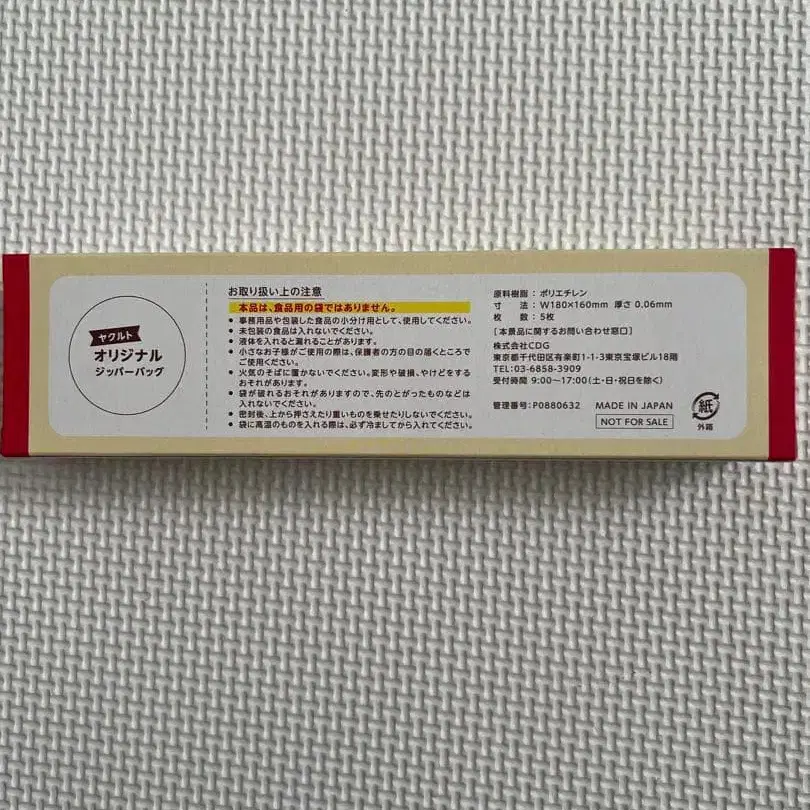 ヤクルト
オリジナル
ジッパーバッグ
お取り扱い上の注意
本品は、食品用の袋ではありません。
● 事務用品や包装した食品の小分け用として、使用してください。
● 未包装の食品は入れないでください。
● 液体を入れると漏れることがあります。
● 小さなお子様がご使用の際は、保護者の方の目の届くところで
ご使用ください。
● 火気のそばに置かないでください。変形や破損、やけどをする
おそれがあります。
● 袋が破れるおそれがありますので、先のとがったものなどは
入れないでください。
● 密封後、上から押さえたり重いものを乗せたりしないでください。
● 袋に高温のものを入れる際は、必ず冷ましてから入れてください。
原料樹脂 : ポリエチレン
寸 法 : W180×160mm 厚さ 0.06mm
枚 数 : 5枚
[本景品に関するお問い合わせ窓口]
株式会社CDG
東京都千代田区有楽町1-1-3東京宝塚ビル18階
TEL:03-6858-3909
受付時間 9:00〜17:00(土・日・祝日を除く)
管理番号:P0880632 MADE IN JAPAN
NOT FOR SALE
紙
外箱